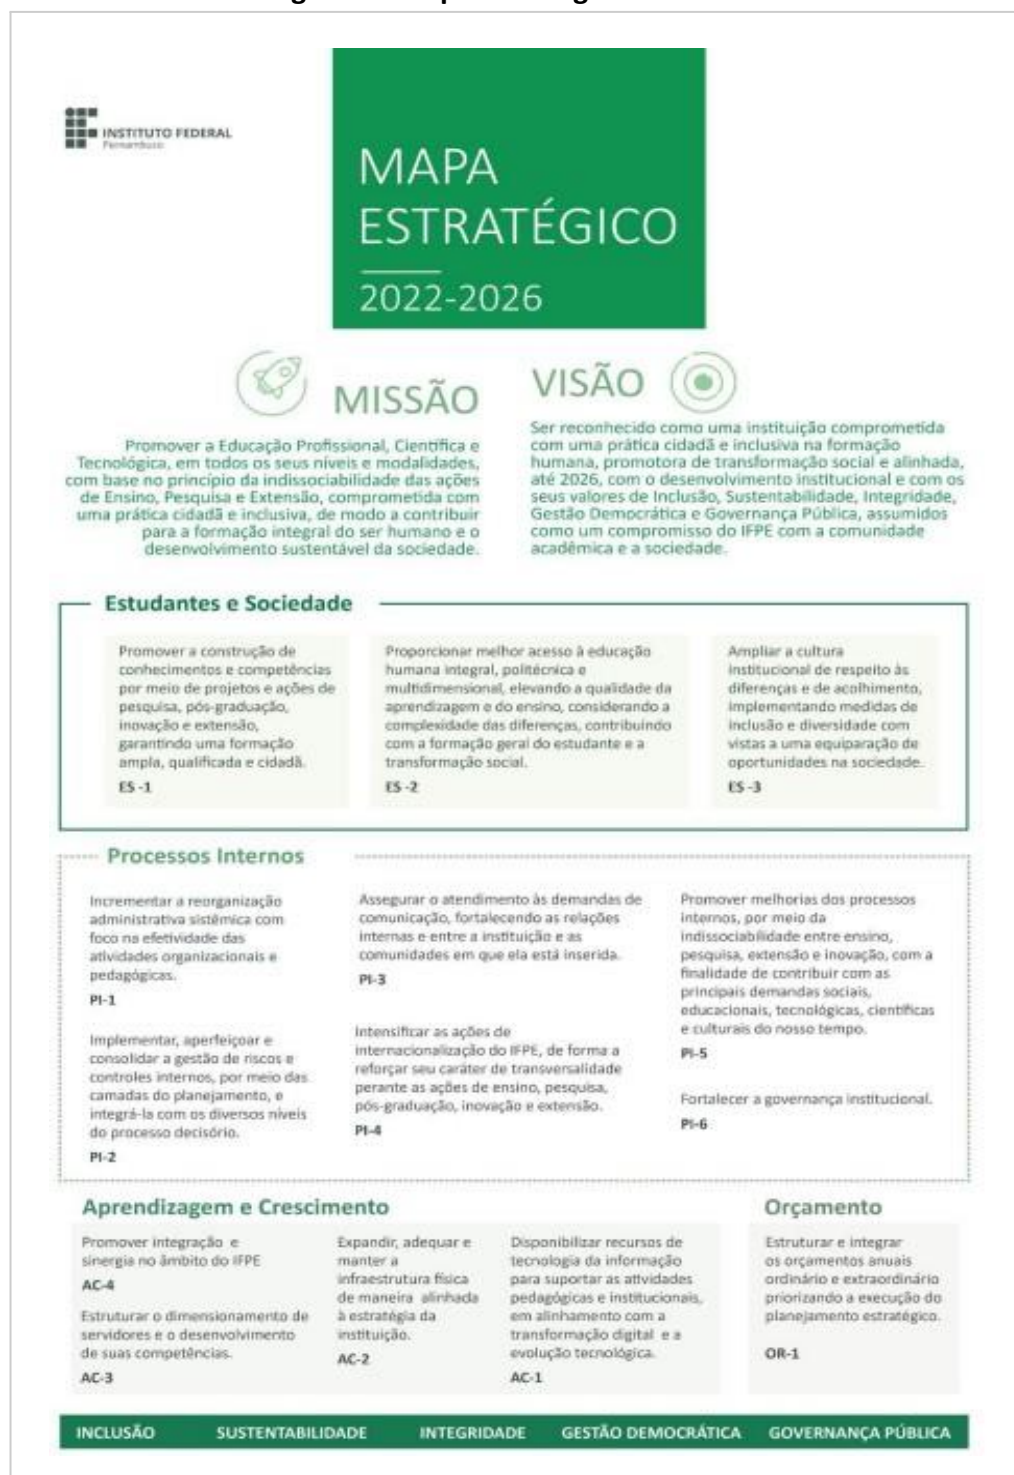 INSTITUTO FEDERAL
Pernambuco
MAPA
ESTRATÉGICO
2022-2026
MISSÃO
Promover a Educação Profissional, Científica e
Tecnológica, em todos os seus níveis e modalidades,
com base no princípio da indissociabilidade das ações
de Ensino, Pesquisa e Extensão, comprometida com
uma prática cidadã e inclusiva, de modo a contribuir
para a formação integral do ser humano e o
desenvolvimento sustentável da sociedade.
VISÃO
Ser reconhecido como uma instituição comprometida
com uma prática cidadã e inclusiva na formação
humana, promotora de transformação social e alinhada,
até 2026, com o desenvolvimento institucional e com os
seus valores de Inclusão, Sustentabilidade, Integridade,
Gestão Democrática e Governança Pública, assumidos
como um compromisso do IFPE com a comunidade
acadêmica e a sociedade.
Estudantes e Sociedade
Promover a construção de
conhecimentos e competências
por meio de projetos e ações de
pesquisa, pós-graduação,
inovação e extensão,
garantindo uma formação
ampla, qualificada e cidadã.
ES -1
Proporcionar melhor acesso à educação
humana integral, politécnica e
multidimensional, elevando a qualidade da
aprendizagem e do ensino, considerando a
complexidade das diferenças, contribuindo
com a formação geral do estudante e a
transformação social.
ES -2
Ampliar a cultura
institucional de respeito às
diferenças e de acolhimento,
implementando medidas de
inclusão e diversidade com
vistas a uma equiparação de
oportunidades na sociedade.
ES -3
Processos Internos
Incrementar a reorganização
administrativa sistêmica com
foco na efetividade das
atividades organizacionais e
pedagógicas.
PI-1
Implementar, aperfeiçoar e
consolidar a gestão de riscos e
controles internos, por meio das
camadas do planejamento, e
integrá-la com os diversos níveis
do processo decisório.
PI-2
Assegurar o atendimento às demandas de
comunicação, fortalecendo as relações
internas e entre a instituição e as
comunidades em que ela está inserida.
PI-3
Intensificar as ações de
internacionalização do IFPE, de forma a
reforçar seu caráter de transversalidade
perante as ações de ensino, pesquisa,
pós-graduação, inovação e extensão.
PI-4
Promover melhorias dos processos
internos, por meio da
indissociabilidade entre ensino,
pesquisa, extensão e inovação, com a
finalidade de contribuir com as
principais demandas sociais,
educacionais, tecnológicas, científicas
e culturais do nosso tempo.
PI-5
Fortalecer a governança institucional.
PI-6
Aprendizagem e Crescimento
Promover integração e
sinergia no âmbito do IFPE
AC-4
Estruturar o dimensionamento de
servidores e o desenvolvimento
de suas competências.
AC-3
Expandir, adequar e
manter a
infraestrutura física
de maneira alinhada
à estratégia da
instituição.
AC-2
Disponibilizar recursos de
tecnologia da informação
para suportar as atividades
pedagógicas e institucionais,
em alinhamento com a
transformação digital e a
evolução tecnológica.
AC-1
Orçamento
Estruturar e integrar
os orçamentos anuais
ordinário e extraordinário
priorizando a execução do
planejamento estratégico.
OR-1
INCLUSÃO SUSTENTABILIDADE INTEGRIDADE GESTÃO DEMOCRÁTICA GOVERNANÇA PÚBLICA